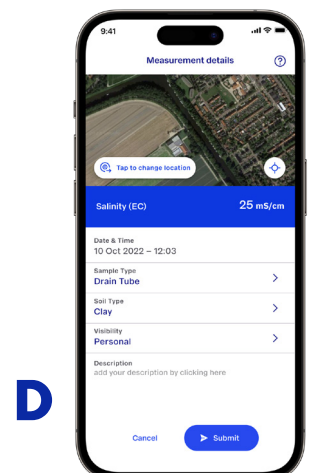 9:41
Measurement details
Tap to change location
Salinity (EC) 25 mS/cm
Date & Time
10 Oct 2022 – 12:03
Sample Type
Drain Tube
Soil Type
Clay
Visibility
Personal
Description
add your description by clicking here
D
Cancel Submit